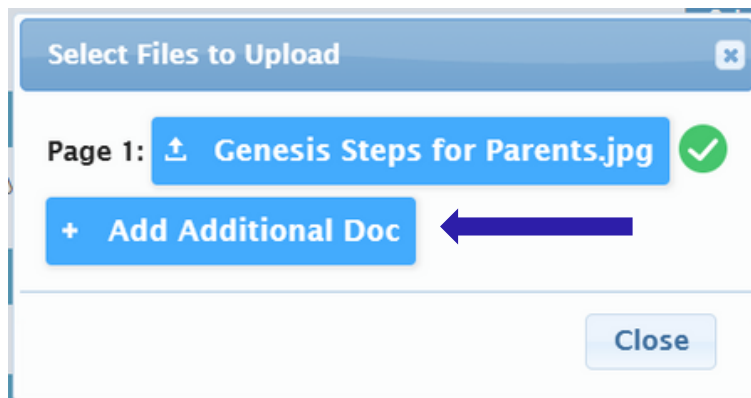 Select Files to Upload
Page 1: Genesis Steps for Parents.jpg
+ Add Additional Doc
Close